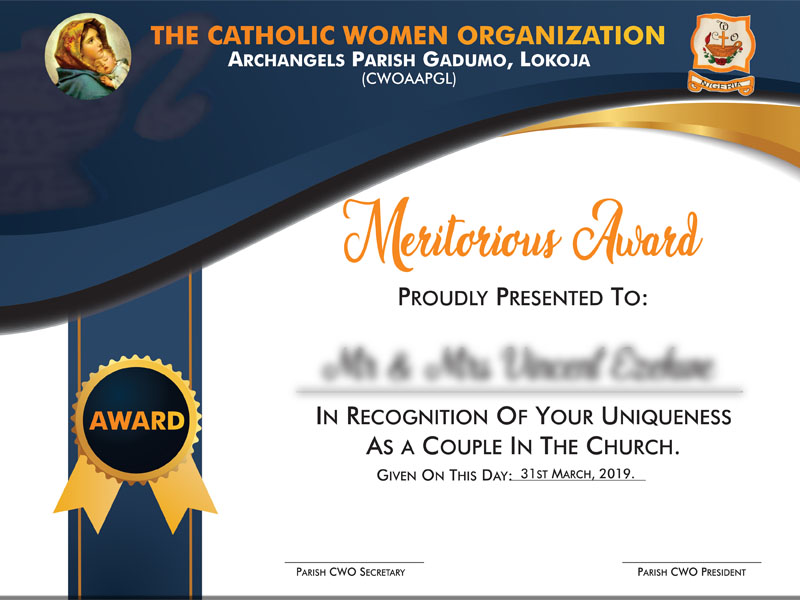 THE CATHOLIC WOMEN ORGANIZATION
ARCHANGELS PARISH GADUMO, LOKOJA
(CWOAAPGL)
NIGERIA
Meritorious Award
PROUDLY PRESENTED TO:
IN RECOGNITION OF YOUR UNIQUENESS
AS A COUPLE IN THE CHURCH.
GIVEN ON THIS DAY: 31ST MARCH, 2019.
AWARD
PARISH CWO SECRETARY
PARISH CWO PRESIDENT